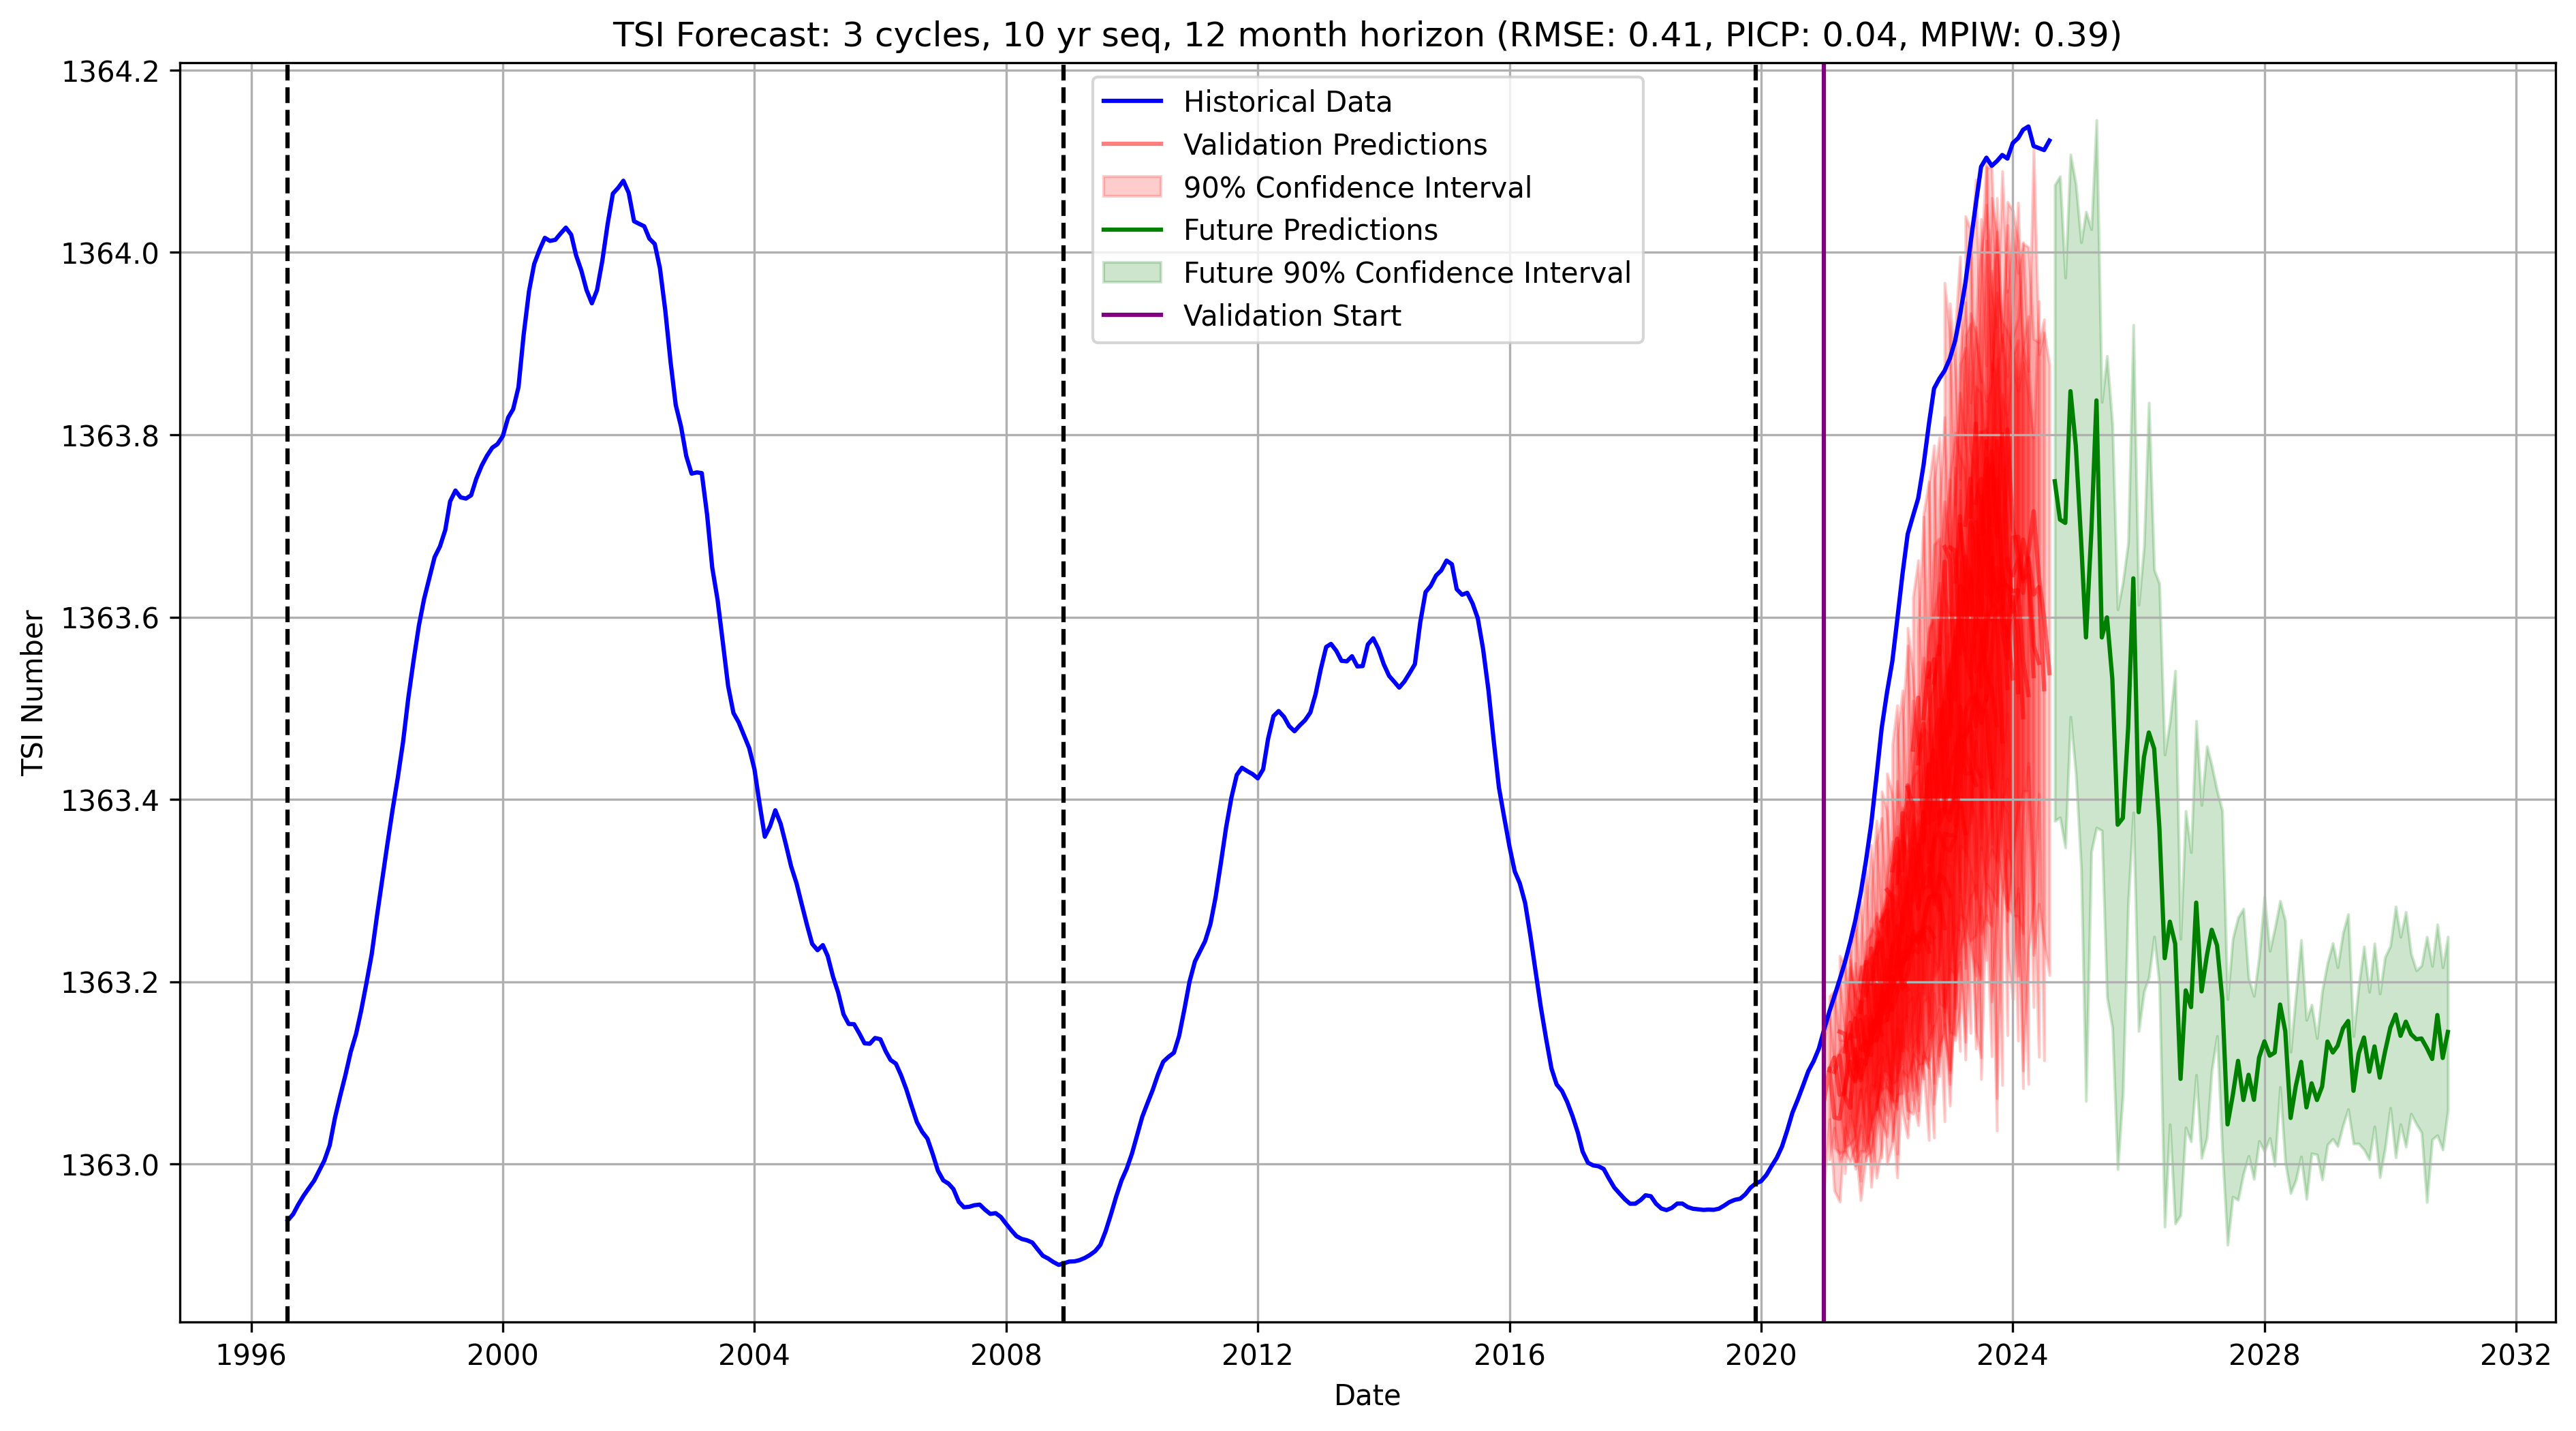 TSI Forecast: 3 cycles, 10 yr seq, 12 month horizon (RMSE: 0.41, PICP: 0.04, MPIW: 0.39)
1364.2
1364.0
1363.8
1363.6
1363.4
1363.2
1363.0
TSI Number
Historical Data
Validation Predictions
90% Confidence Interval
Future Predictions
Future 90% Confidence Interval
Validation Start
1996 2000 2004 2008 2012 2016 2020 2024 2028 2032
Date